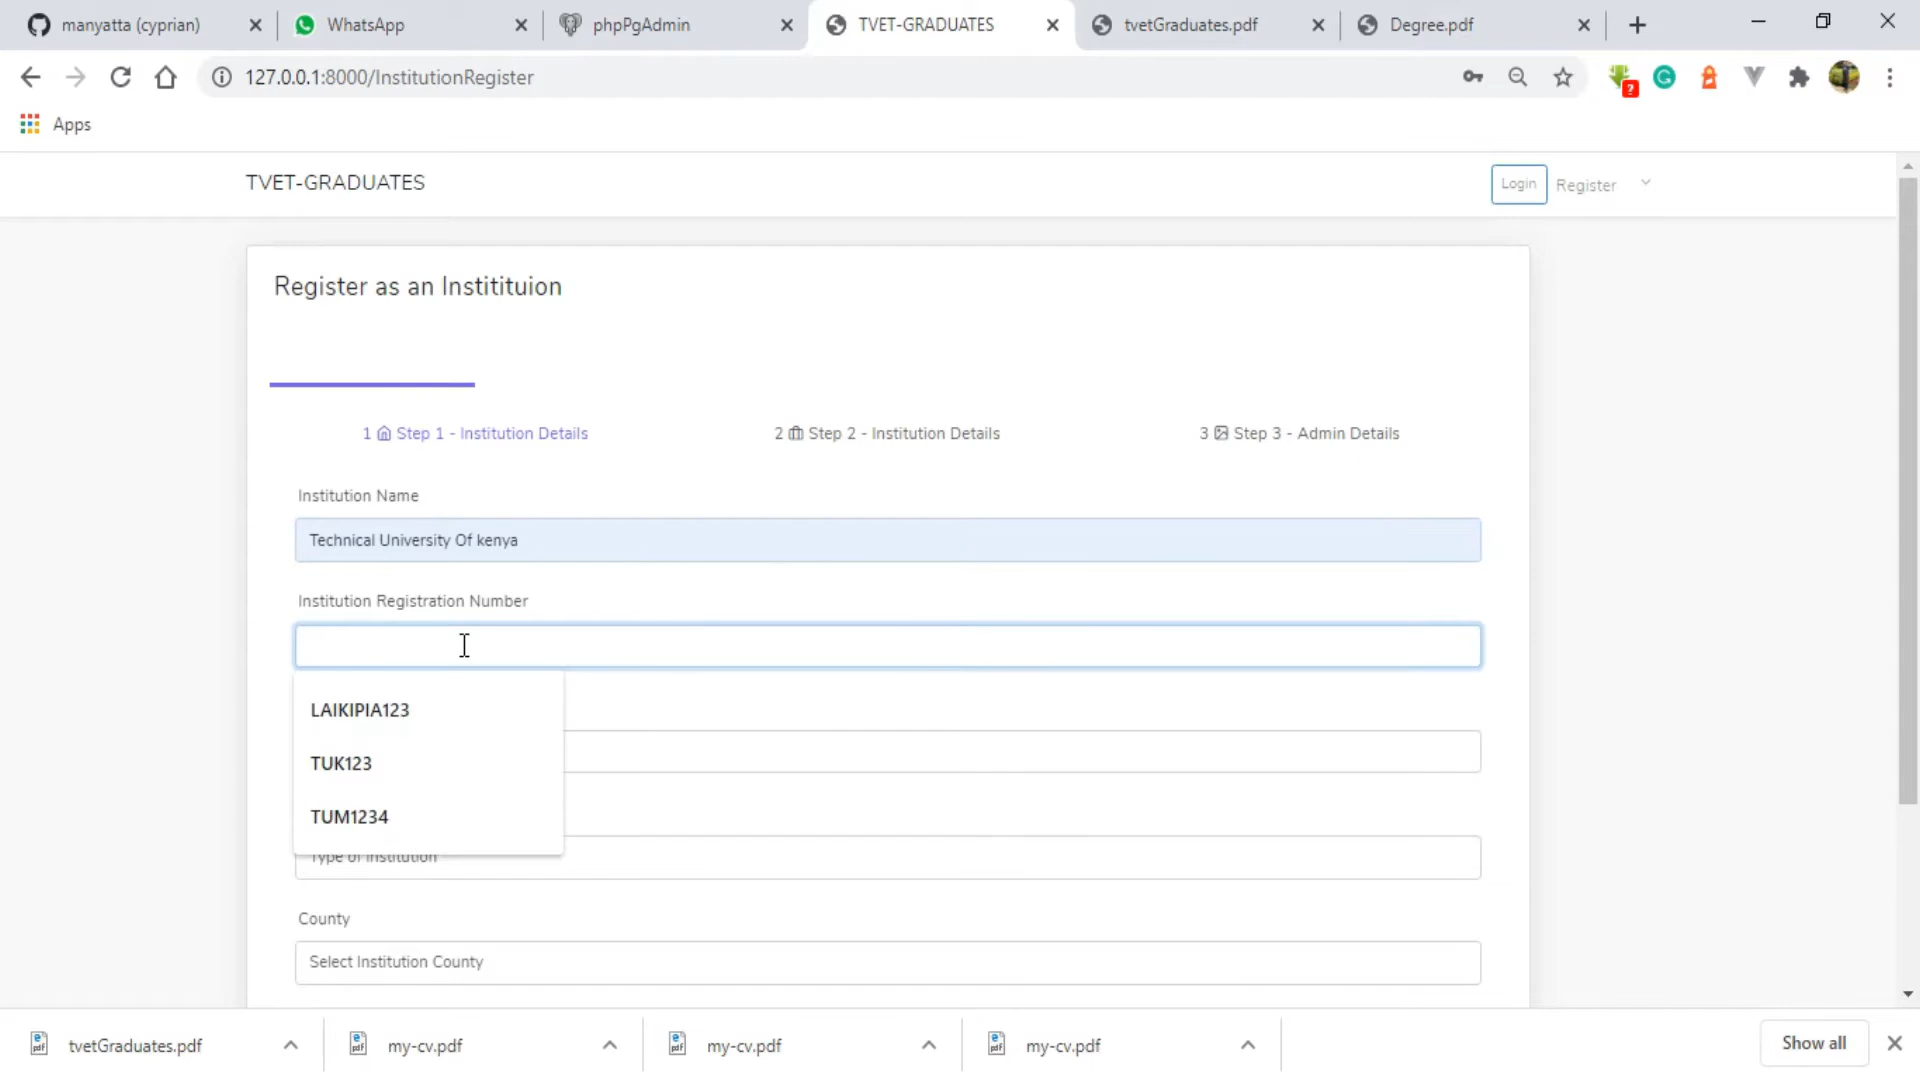 manyatta (cyprian)
WhatsApp
phpPgAdmin
TVET-GRADUATES
tvetGraduates.pdf
Degree.pdf
127.0.0.1:8000/InstitutionRegister
Apps
TVET-GRADUATES
Login
Register
Register as an Institituion
1 Step 1 - Institution Details
2 Step 2 - Institution Details
3 Step 3 - Admin Details
Institution Name
Technical University Of kenya
Institution Registration Number
LAIKIPIA123
TUK123
TUM1234
Type of Institution
County
Select Institution County
tvetGraduates.pdf
my-cv.pdf
my-cv.pdf
my-cv.pdf
Show all